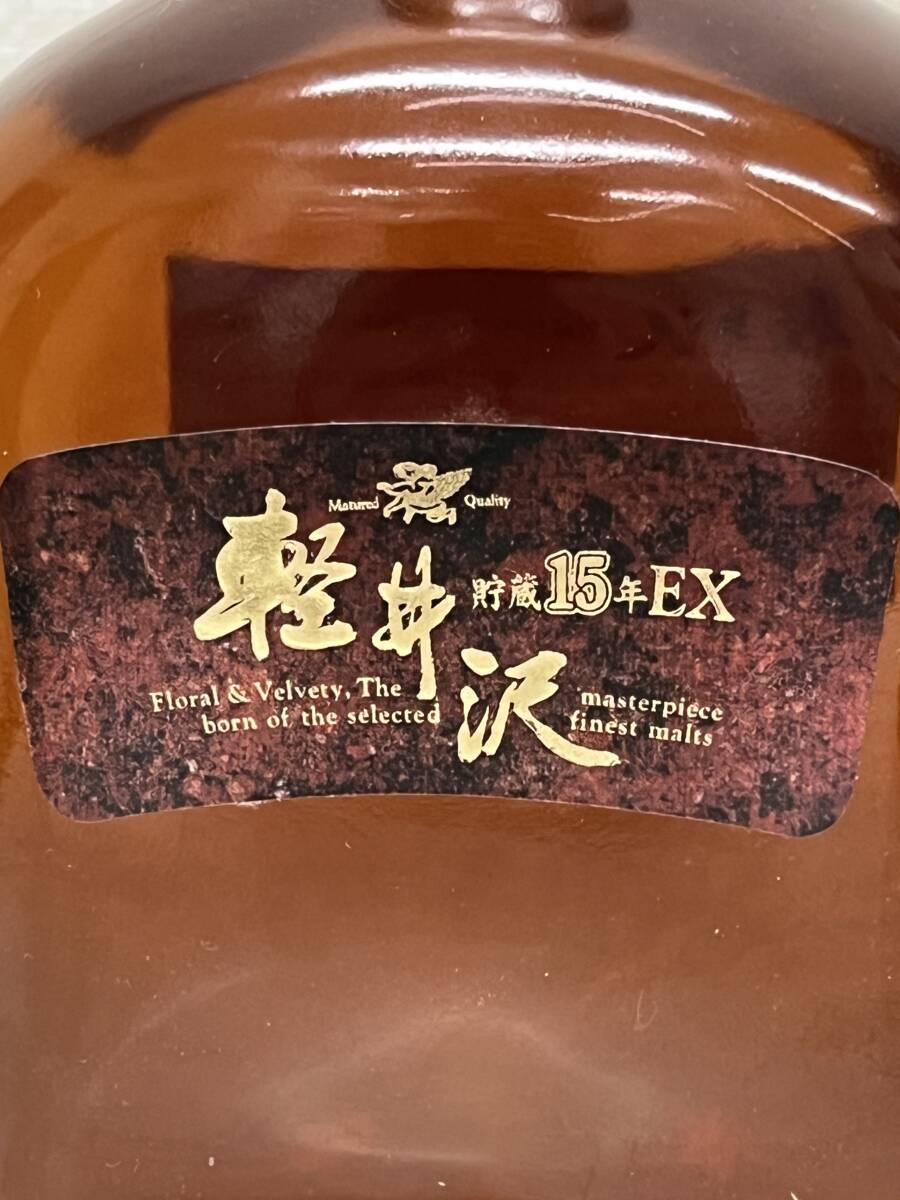 Matured Quality
軽井沢
貯蔵15年EX
Floral & Velvety, The masterpiece
born of the selected finest malts